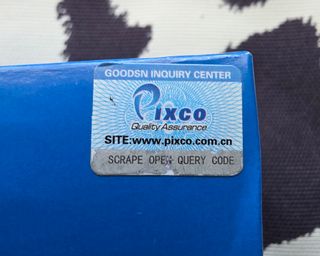 GOODSN INQUIRY CENTER
Pixco
Quality Assurance
SITE:www.pixco.com.cn
SCRAPE OPEN QUERY CODE